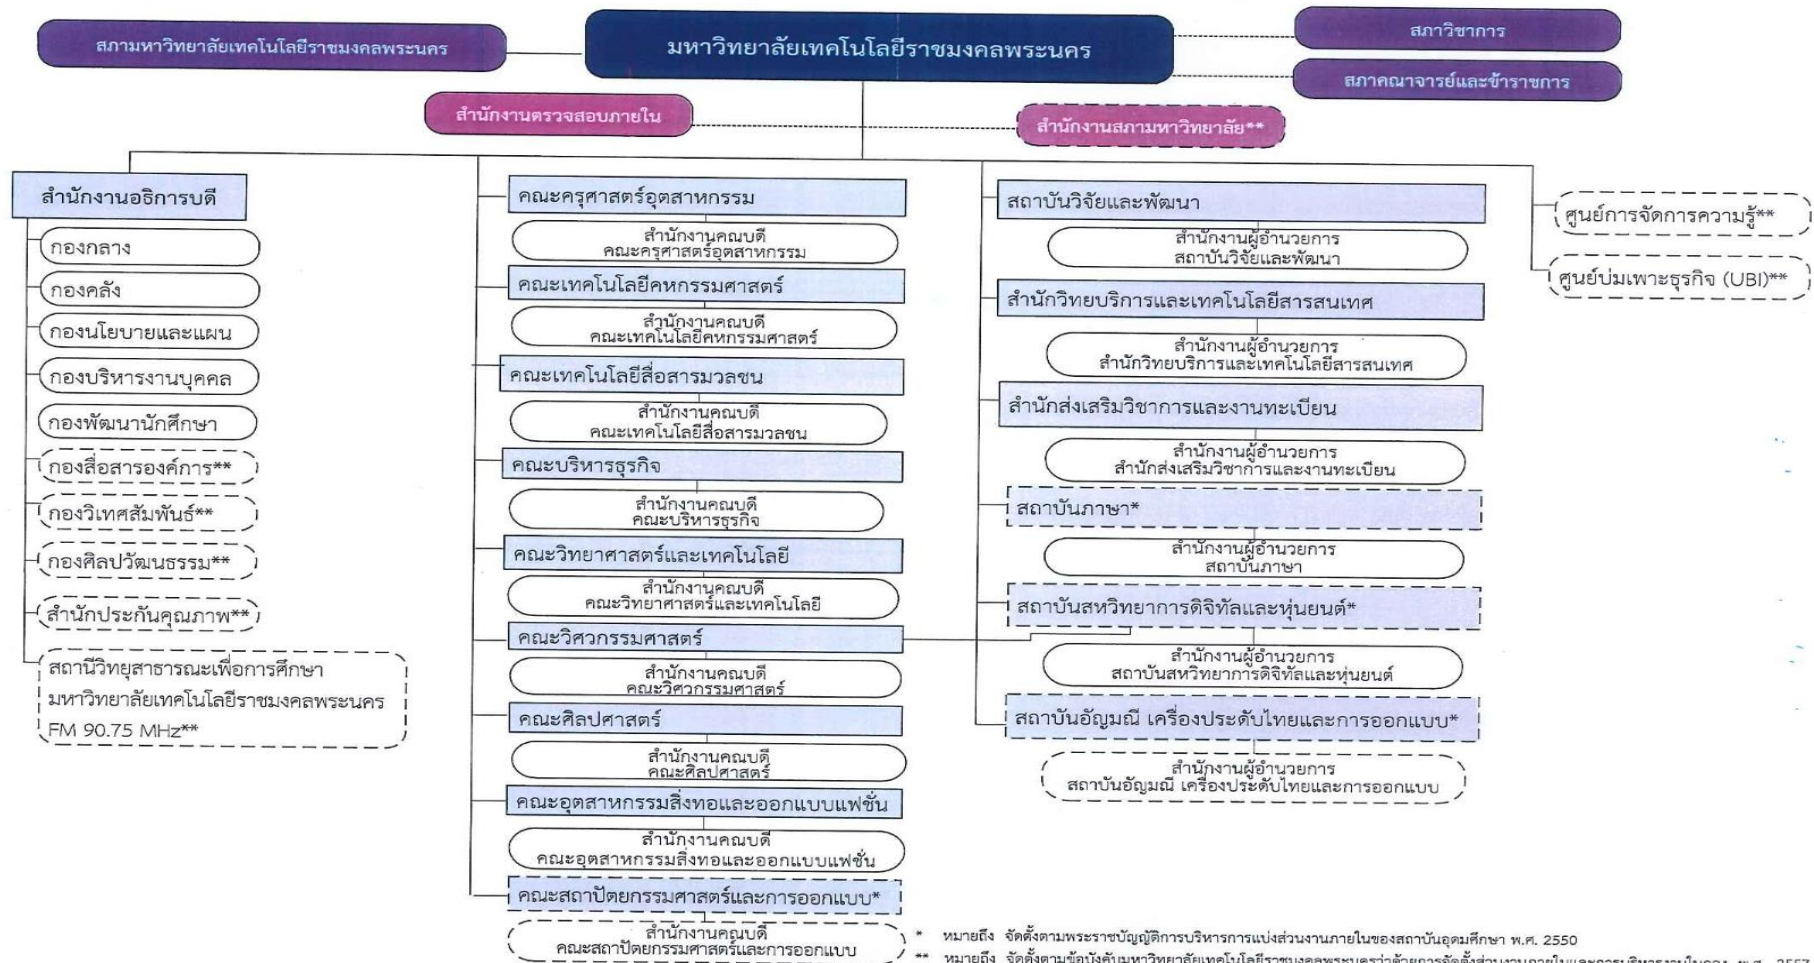 สภามหาวิทยาลัยเทคโนโลยีราชมงคลพระนคร
มหาวิทยาลัยเทคโนโลยีราชมงคลพระนคร
สภาวิชาการ
สภาคณาจารย์และข้าราชการ
สำนักงานตรวจสอบภายใน
สำนักงานสภามหาวิทยาลัย**
สำนักงานอธิการบดี
กองกลาง
กองคลัง
กองนโยบายและแผน
กองบริหารงานบุคคล
กองพัฒนานักศึกษา
กองสื่อสารองค์การ**
กองวิเทศสัมพันธ์**
กองศิลปวัฒนธรรม**
สำนักประกันคุณภาพ**
สถานีวิทยุสาธารณะเพื่อการศึกษา
มหาวิทยาลัยเทคโนโลยีราชมงคลพระนคร
FM 90.75 MHz**
คณะครุศาสตร์อุตสาหกรรม
สำนักงานคณบดี
คณะครุศาสตร์อุตสาหกรรม
คณะเทคโนโลยีคหกรรมศาสตร์
สำนักงานคณบดี
คณะเทคโนโลยีคหกรรมศาสตร์
คณะเทคโนโลยีสื่อสารมวลชน
สำนักงานคณบดี
คณะเทคโนโลยีสื่อสารมวลชน
คณะบริหารธุรกิจ
สำนักงานคณบดี
คณะบริหารธุรกิจ
คณะวิทยาศาสตร์และเทคโนโลยี
สำนักงานคณบดี
คณะวิทยาศาสตร์และเทคโนโลยี
คณะวิศวกรรมศาสตร์
สำนักงานคณบดี
คณะวิศวกรรมศาสตร์
คณะศิลปศาสตร์
สำนักงานคณบดี
คณะศิลปศาสตร์
คณะอุตสาหกรรมสิ่งทอและออกแบบแฟชั่น
สำนักงานคณบดี
คณะอุตสาหกรรมสิ่งทอและออกแบบแฟชั่น
คณะสถาปัตยกรรมศาสตร์และการออกแบบ*
สำนักงานคณบดี
คณะสถาปัตยกรรมศาสตร์และการออกแบบ
สถาบันวิจัยและพัฒนา
สำนักงานผู้อำนวยการ
สถาบันวิจัยและพัฒนา
สำนักวิทยบริการและเทคโนโลยีสารสนเทศ
สำนักงานผู้อำนวยการ
สำนักวิทยบริการและเทคโนโลยีสารสนเทศ
สำนักส่งเสริมวิชาการและงานทะเบียน
สำนักงานผู้อำนวยการ
สำนักส่งเสริมวิชาการและงานทะเบียน
สถาบันภาษา*
สำนักงานผู้อำนวยการ
สถาบันภาษา
สถาบันสหวิทยาการดิจิทัลและหุ่นยนต์*
สำนักงานผู้อำนวยการ
สถาบันสหวิทยาการดิจิทัลและหุ่นยนต์
สถาบันอัญมณี เครื่องประดับไทยและการออกแบบ*
สำนักงานผู้อำนวยการ
สถาบันอัญมณี เครื่องประดับไทยและการออกแบบ
ศูนย์การจัดการความรู้**
ศูนย์บ่มเพาะธุรกิจ (UBI)**
* หมายถึง จัดตั้งตามพระราชบัญญัติการบริหารการแบ่งส่วนงานภายในของสถาบันอุดมศึกษา พ.ศ. 2550
** หมายถึง จัดตั้งตามข้อบังคับมหาวิทยาลัยเทคโนโลยีราชมงคลพระนครว่าด้วยการจัดตั้งส่วนงานภายในและการบริหารงานในกอง พ.ศ. 2557